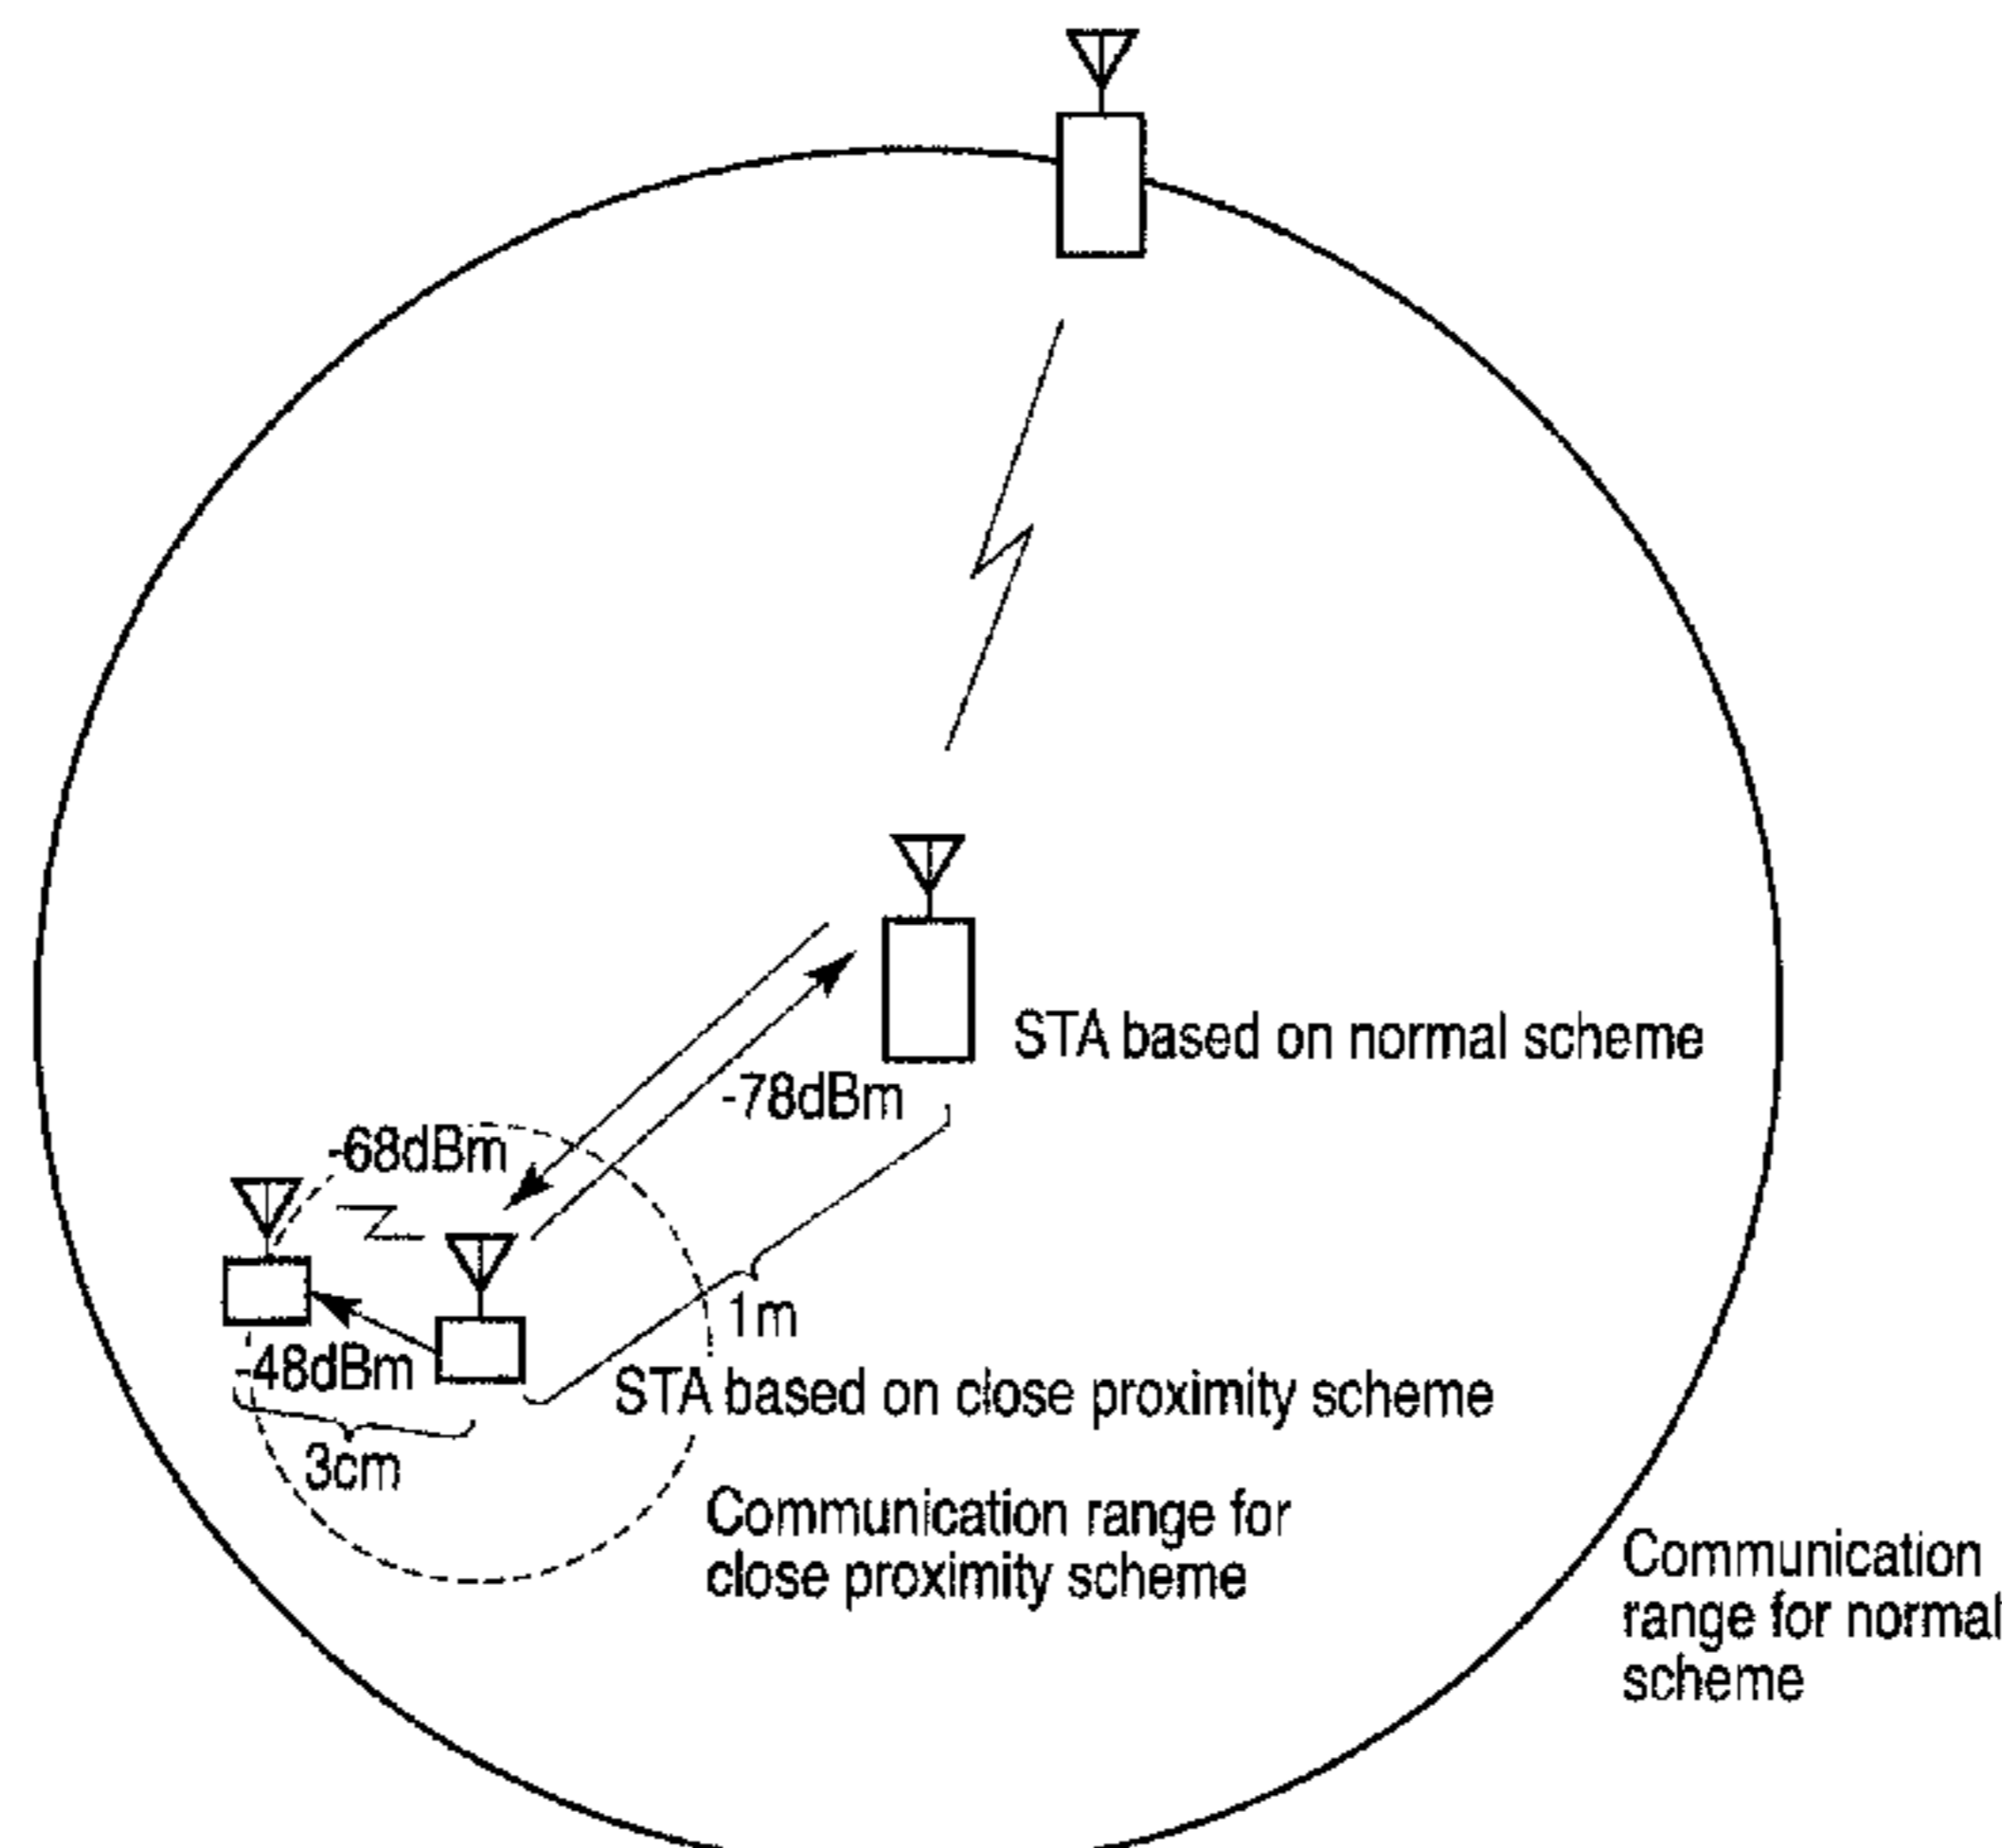 STA based on normal scheme
-78dBm
-68dBm
1m
-48dBm
STA based on close proximity scheme
3cm
Communication range for
close proximity scheme
Communication
range for normal
scheme